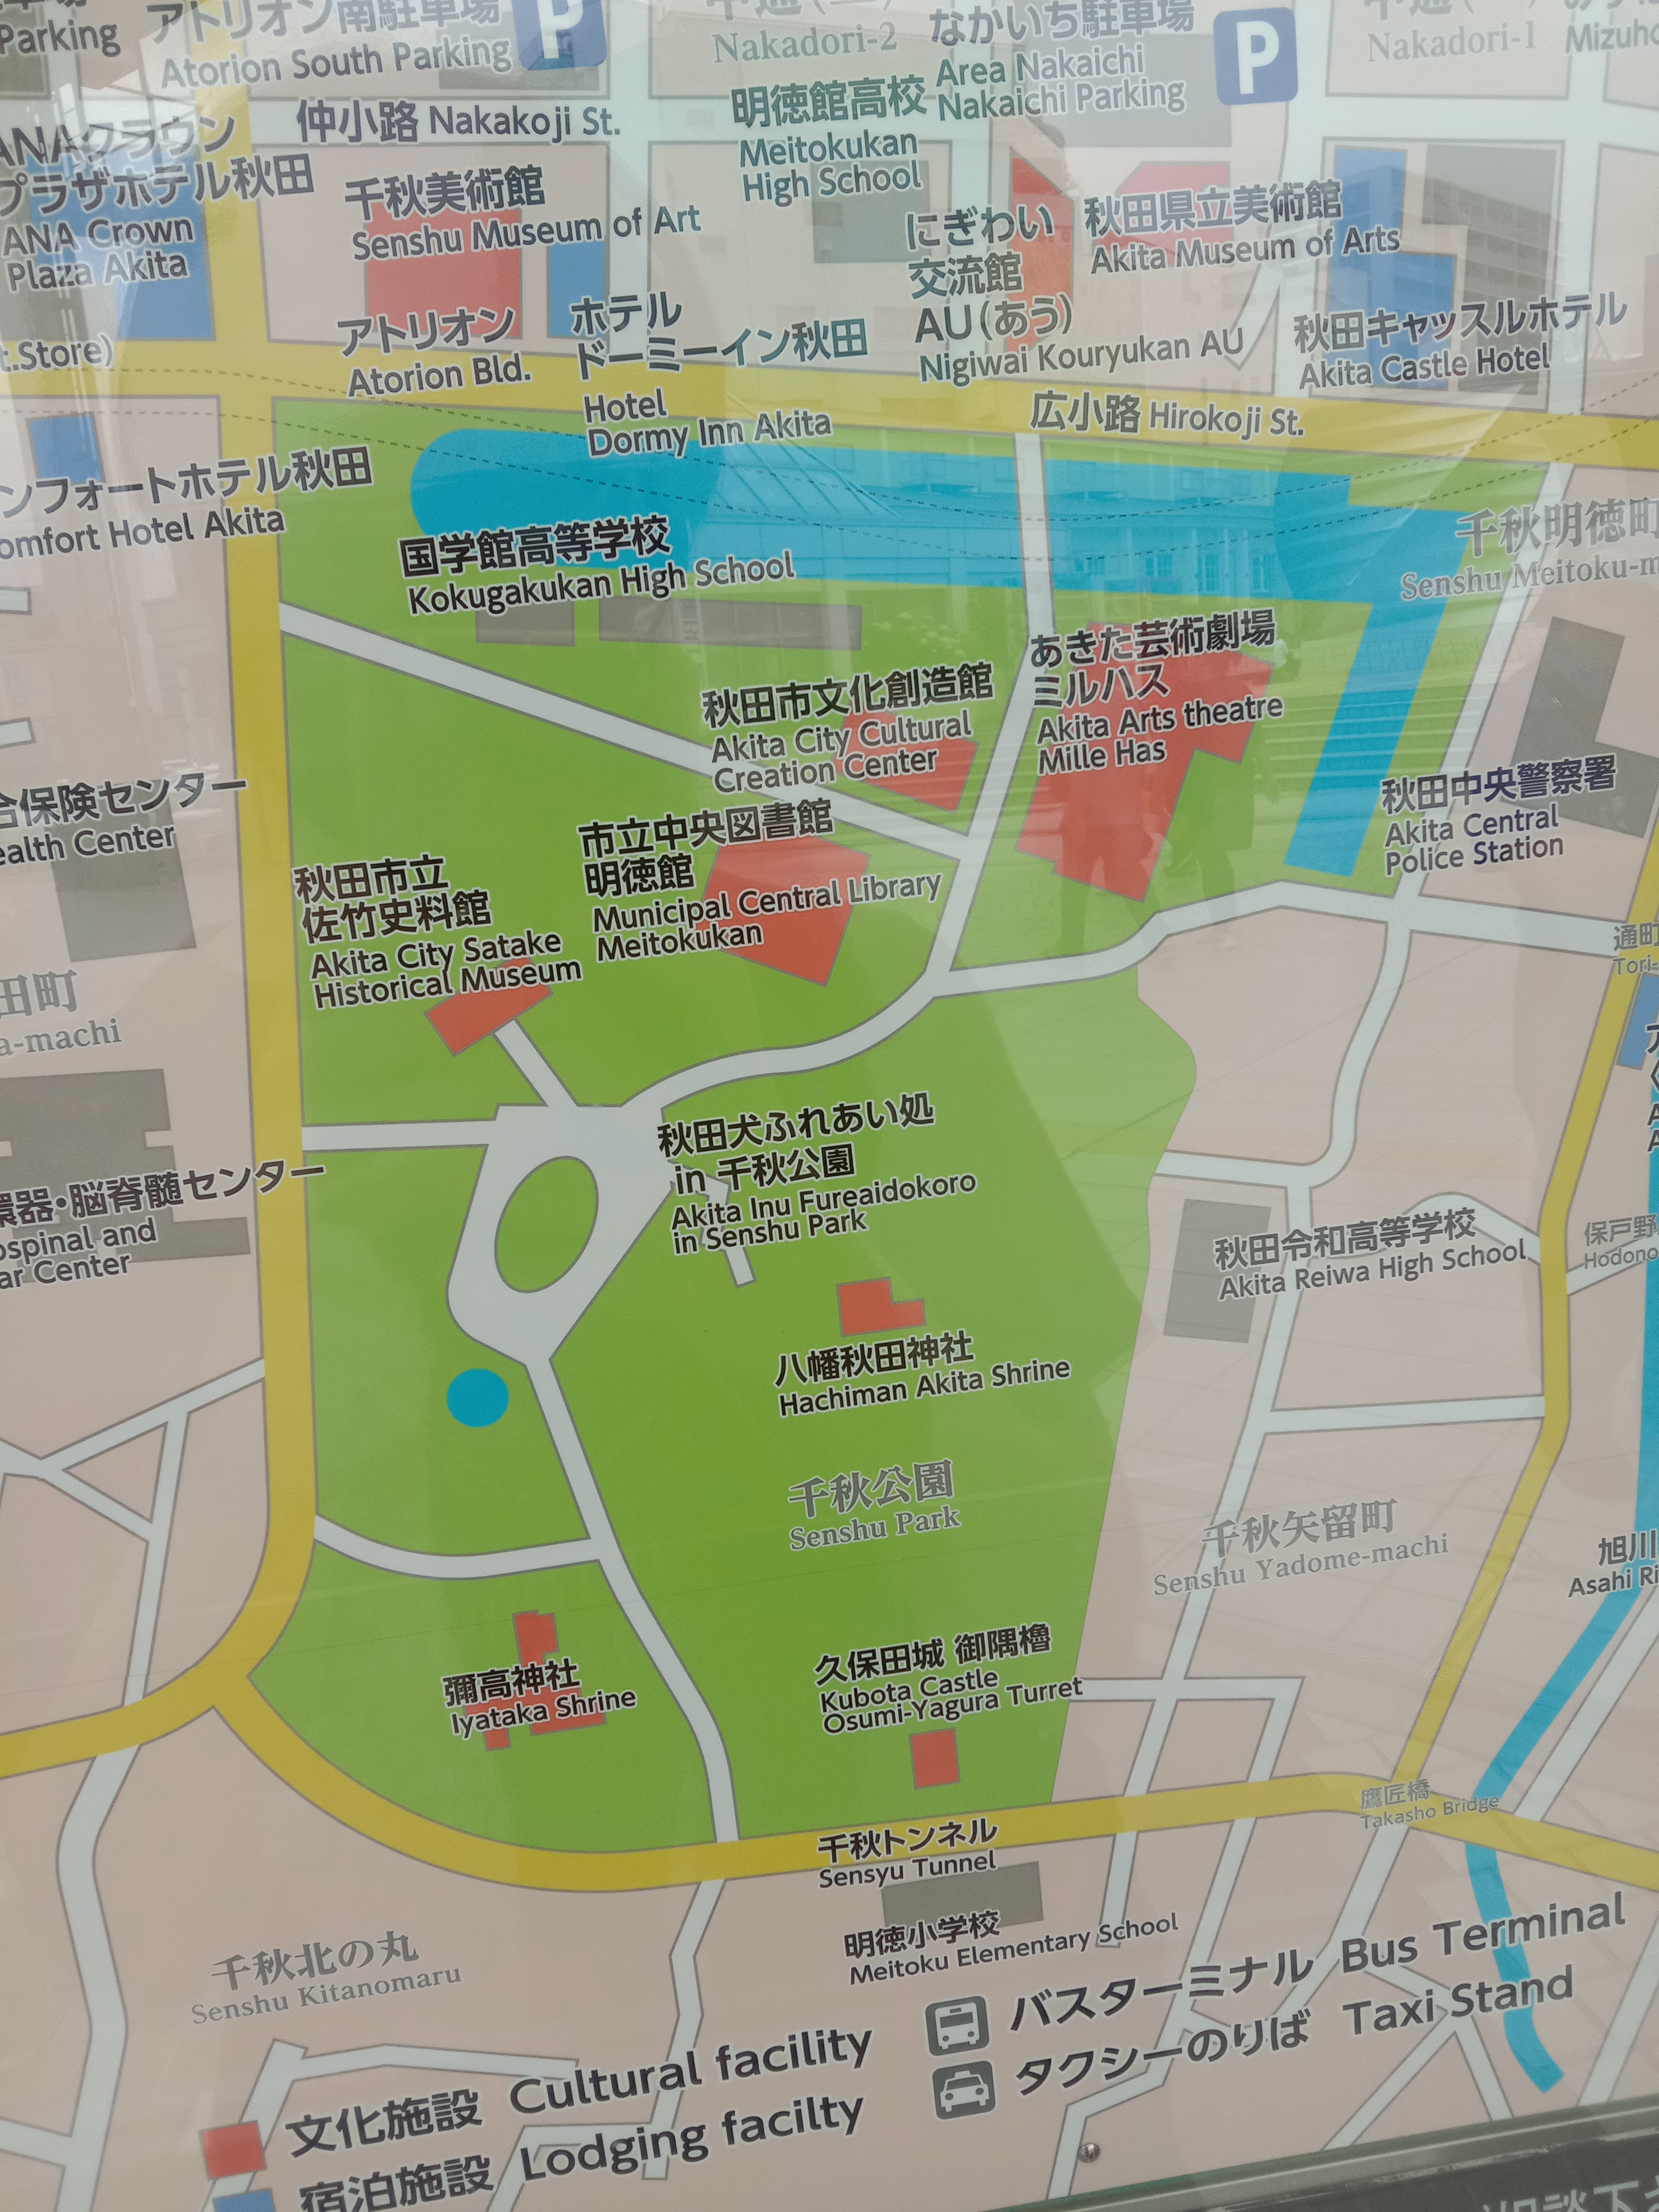 Parking
アトリオン南駐車場
Atorion South Parking
P
Nakadori-2
なかいち駐車場
Area Nakaichi
Nakaichi Parking
P
Nakadori-1
仲小路 Nakakoji St.
明徳館高校
Meitokukan
High School
ANAクラウン
プラザホテル秋田
ANA Crown
Plaza Akita
千秋美術館
Senshu Museum of Art
にぎわい
交流館
AU(あう)
Nigiwai Kouryukan AU
秋田県立美術館
Akita Museum of Arts
アトリオン
Atorion Bld.
ホテル
ドーミーイン秋田
Hotel
Dormy Inn Akita
秋田キャッスルホテル
Akita Castle Hotel
t.Store)
広小路 Hirokoji St.
ンフォートホテル秋田
omfort Hotel Akita
国学館高等学校
Kokugakukan High School
千秋明徳町
Senshu Meitoku-m
秋田市文化創造館
Akita City Cultural
Creation Center
あきた芸術劇場
ミルハス
Akita Arts theatre
Mille Has
秋田中央警察署
Akita Central
Police Station
合保険センター
ealth Center
市立中央図書館
明徳館
Municipal Central Library
Meitokukan
秋田市立
佐竹史料館
Akita City Satake
Historical Museum
通町
Tori-
田町
a-machi
秋田犬ふれあい処
in 千秋公園
Akita Inu Fureaidokoro
in Senshu Park
環器・脳脊髄センター
ospinal and
ar Center
秋田令和高等学校
Akita Reiwa High School
保戸野
Hodono
八幡秋田神社
Hachiman Akita Shrine
千秋公園
Senshu Park
千秋矢留町
Senshu Yadome-machi
旭川
Asahi Ri
彌高神社
Iyataka Shrine
久保田城 御隅櫓
Kubota Castle
Osumi-Yagura Turret
鷹匠橋
Takasho Bridge
千秋トンネル
Sensyu Tunnel
明徳小学校
Meitoku Elementary School
千秋北の丸
Senshu Kitanomaru
文化施設 Cultural facility
宿泊施設 Lodging facilty
バスターミナル Bus Terminal
タクシーのりば Taxi Stand